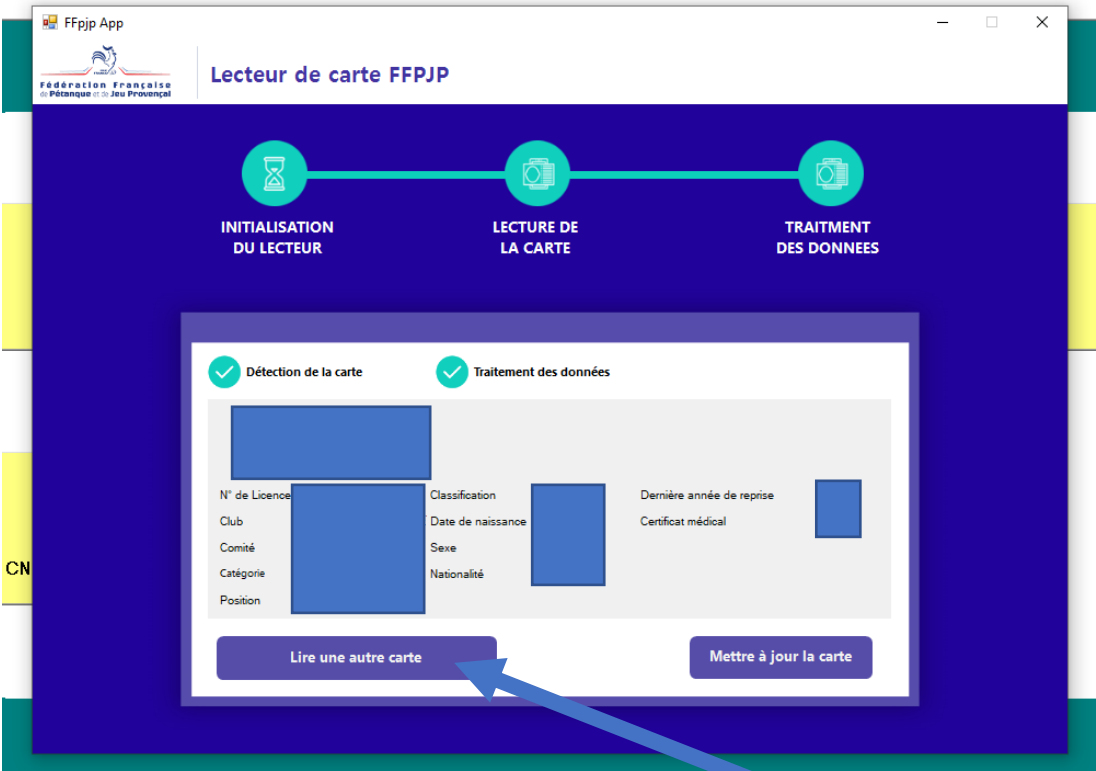 FFpjp App
Fédération Française
de Pétanque et de Jeu Provençal
Lecteur de carte FFPJP
INITIALISATION
DU LECTEUR
LECTURE DE
LA CARTE
TRAITMENT
DES DONNEES
Détection de la carte
Traitement des données
N° de Licence
Classification
Dernière année de reprise
Club
Date de naissance
Certificat médical
Comité
Sexe
Catégorie
Nationalité
CN
Position
Lire une autre carte
Mettre à jour la carte